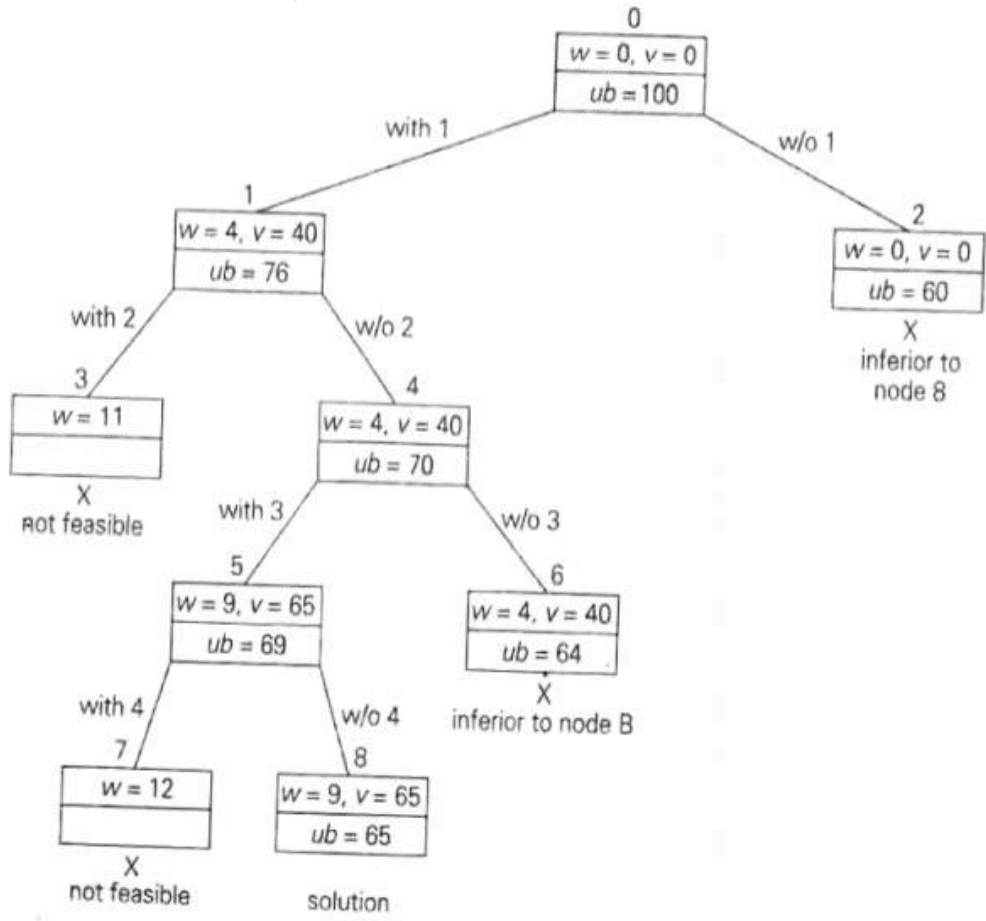 0
w = 0, v = 0
ub = 100
with 1
w/o 1
1
w = 4, v = 40
ub = 76
2
w = 0, v = 0
ub = 60
X
inferior to
node 8
with 2
w/o 2
3
w = 11
X
not feasible
4
w = 4, v = 40
ub = 70
with 3
w/o 3
5
w = 9, v = 65
ub = 69
6
w = 4, v = 40
ub = 64
X
inferior to node 8
with 4
w/o 4
7
w = 12
X
not feasible
8
w = 9, v = 65
ub = 65
solution